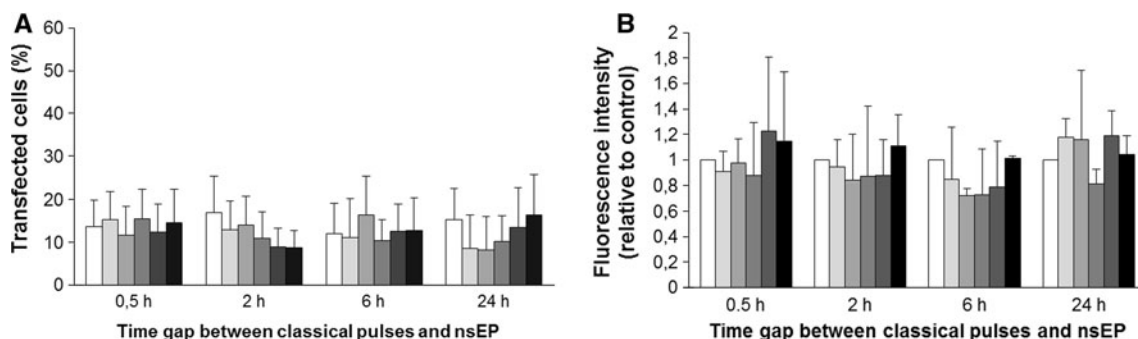 A
Transfected cells (%)
60
50
40
30
20
10
0
0,5 h 2 h 6 h 24 h
Time gap between classical pulses and nsEP
B
Fluorescence intensity
(relative to control)
2
1,8
1,6
1,4
1,2
1
0,8
0,6
0,4
0,2
0
0.5 h 2 h 6 h 24 h
Time gap between classical pulses and nsEP